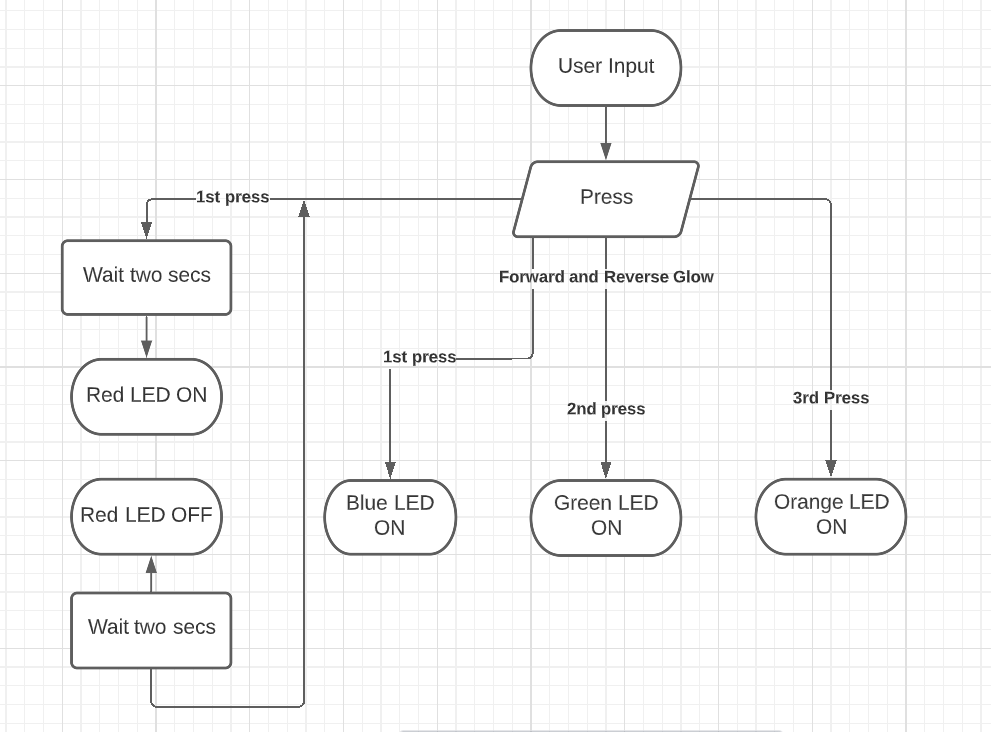 User Input
Press
1st press
Wait two secs
Forward and Reverse Glow
1st press
Red LED ON
3rd Press
2nd press
Red LED OFF
Blue LED
ON
Green LED
ON
Orange LED
ON
Wait two secs